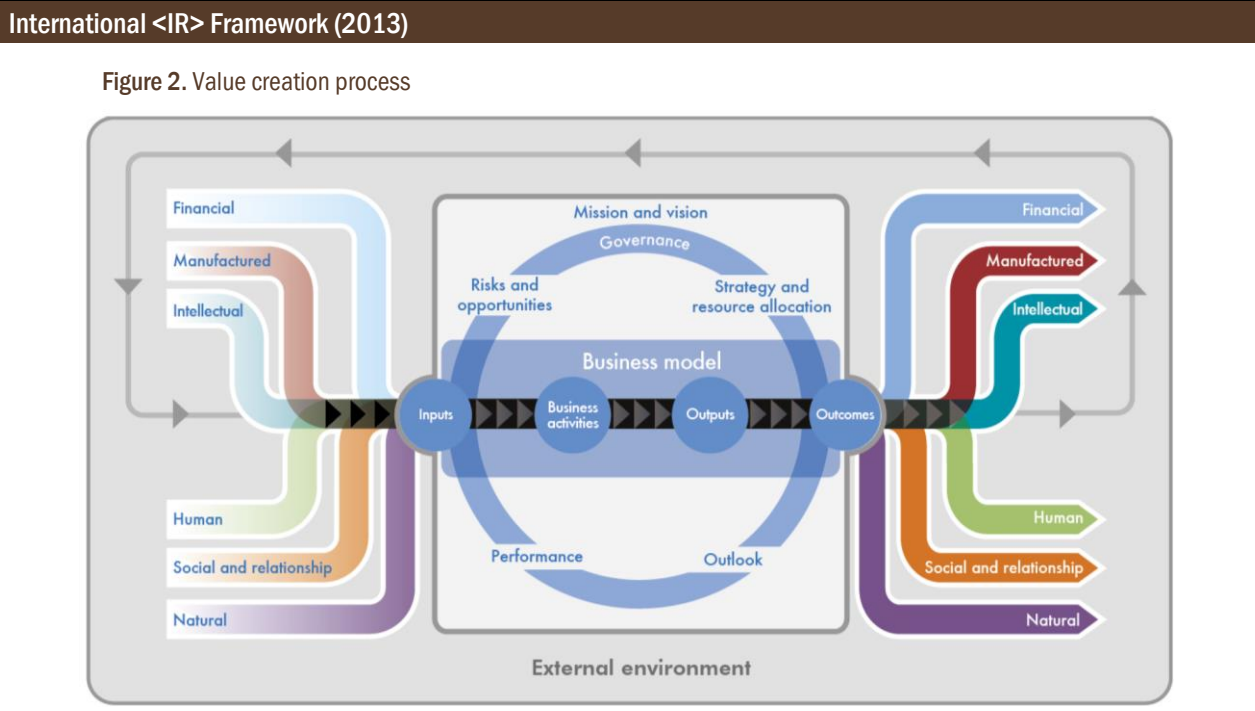 International <IR> Framework (2013)
Figure 2. Value creation process
Financial
Manufactured
Intellectual
Human
Social and relationship
Natural
Mission and vision
Governance
Risks and
opportunities
Strategy and
resource allocation
Business model
Inputs
Business
activities
Outputs
Outcomes
Performance
Outlook
Financial
Manufactured
Intellectual
Human
Social and relationship
Natural
External environment